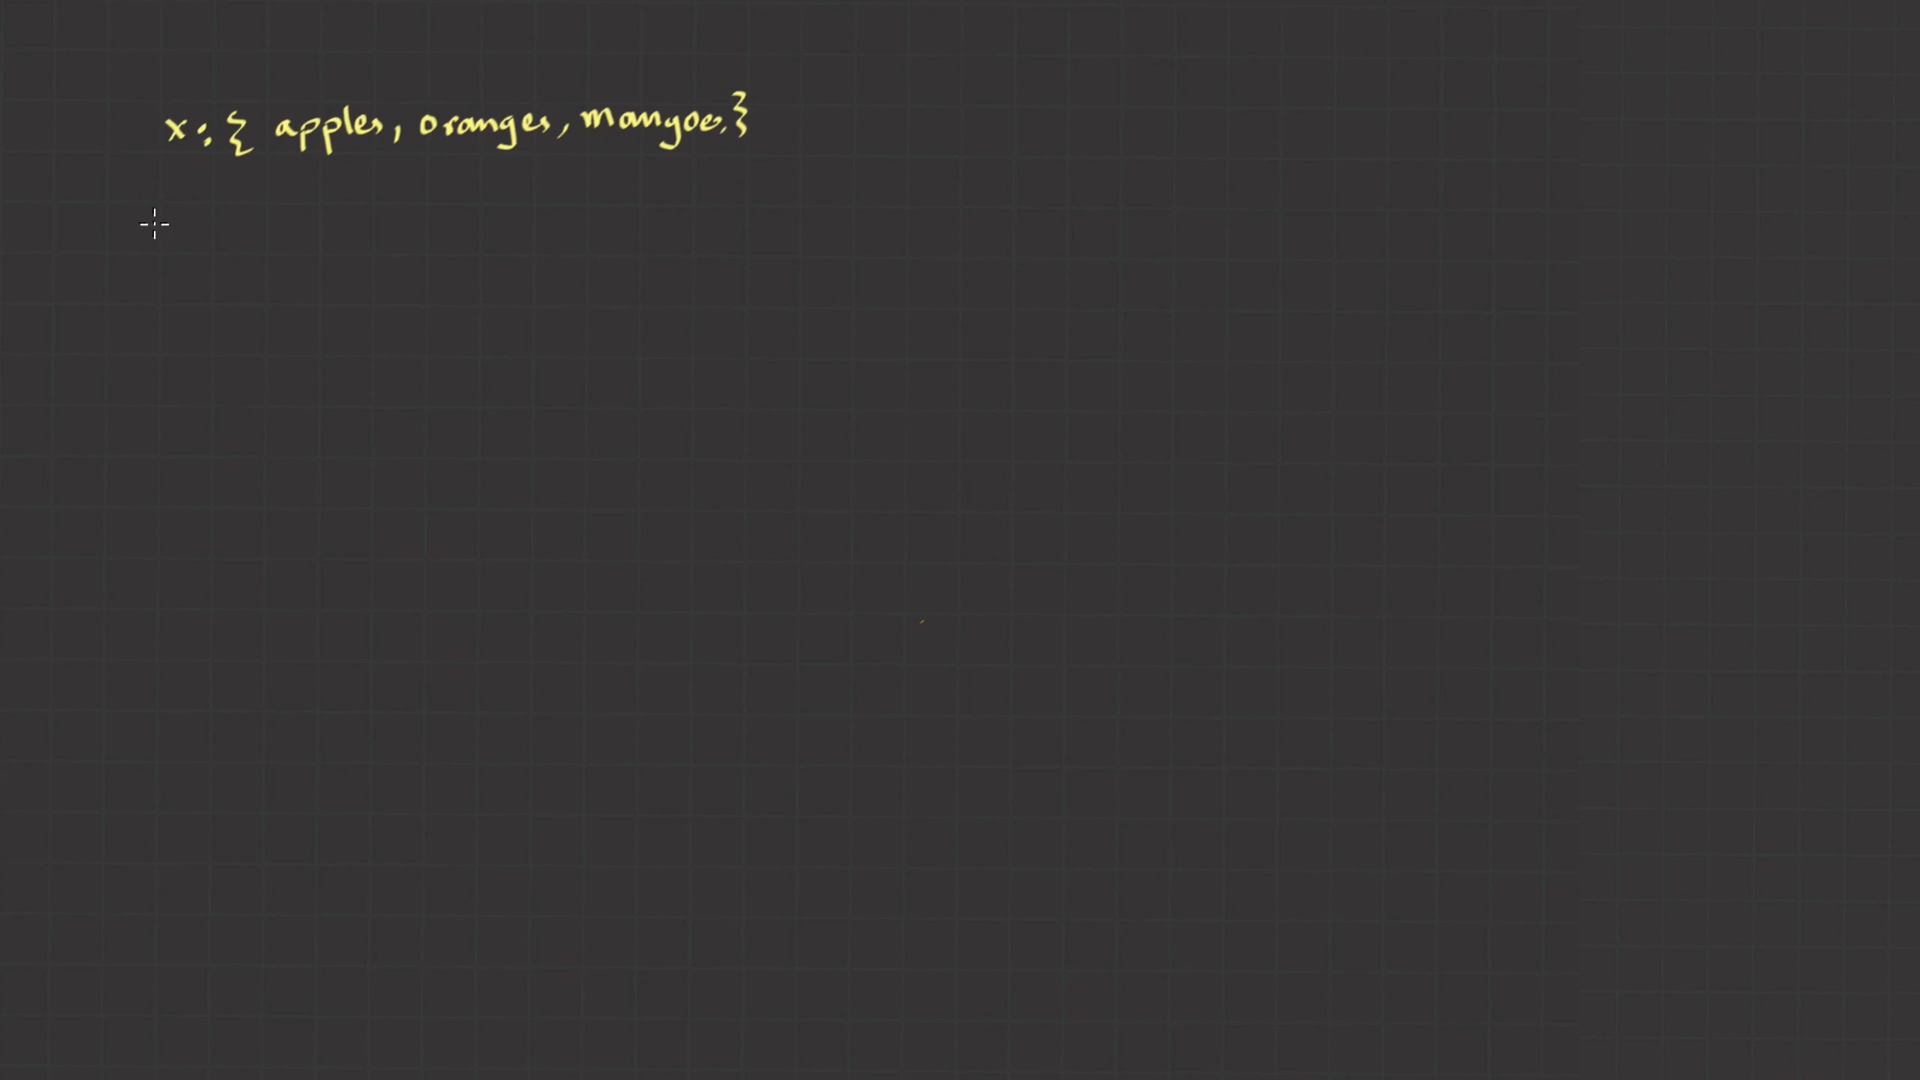 x: { apples, oranges, mangoes }